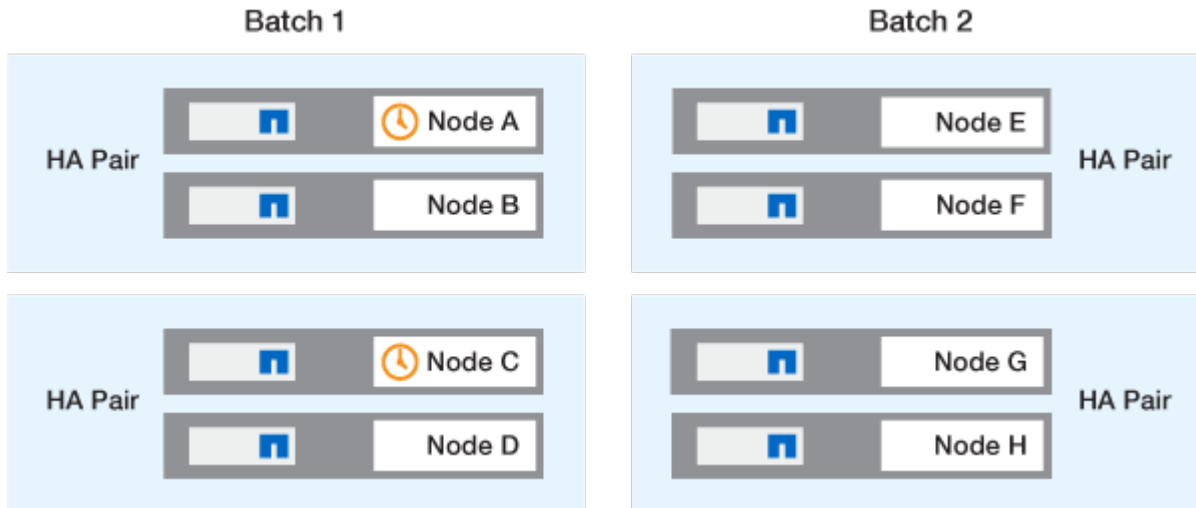 Batch 1
HA Pair
Node A
Node B
HA Pair
Node C
Node D
Batch 2
Node E
Node F
HA Pair
Node G
Node H
HA Pair